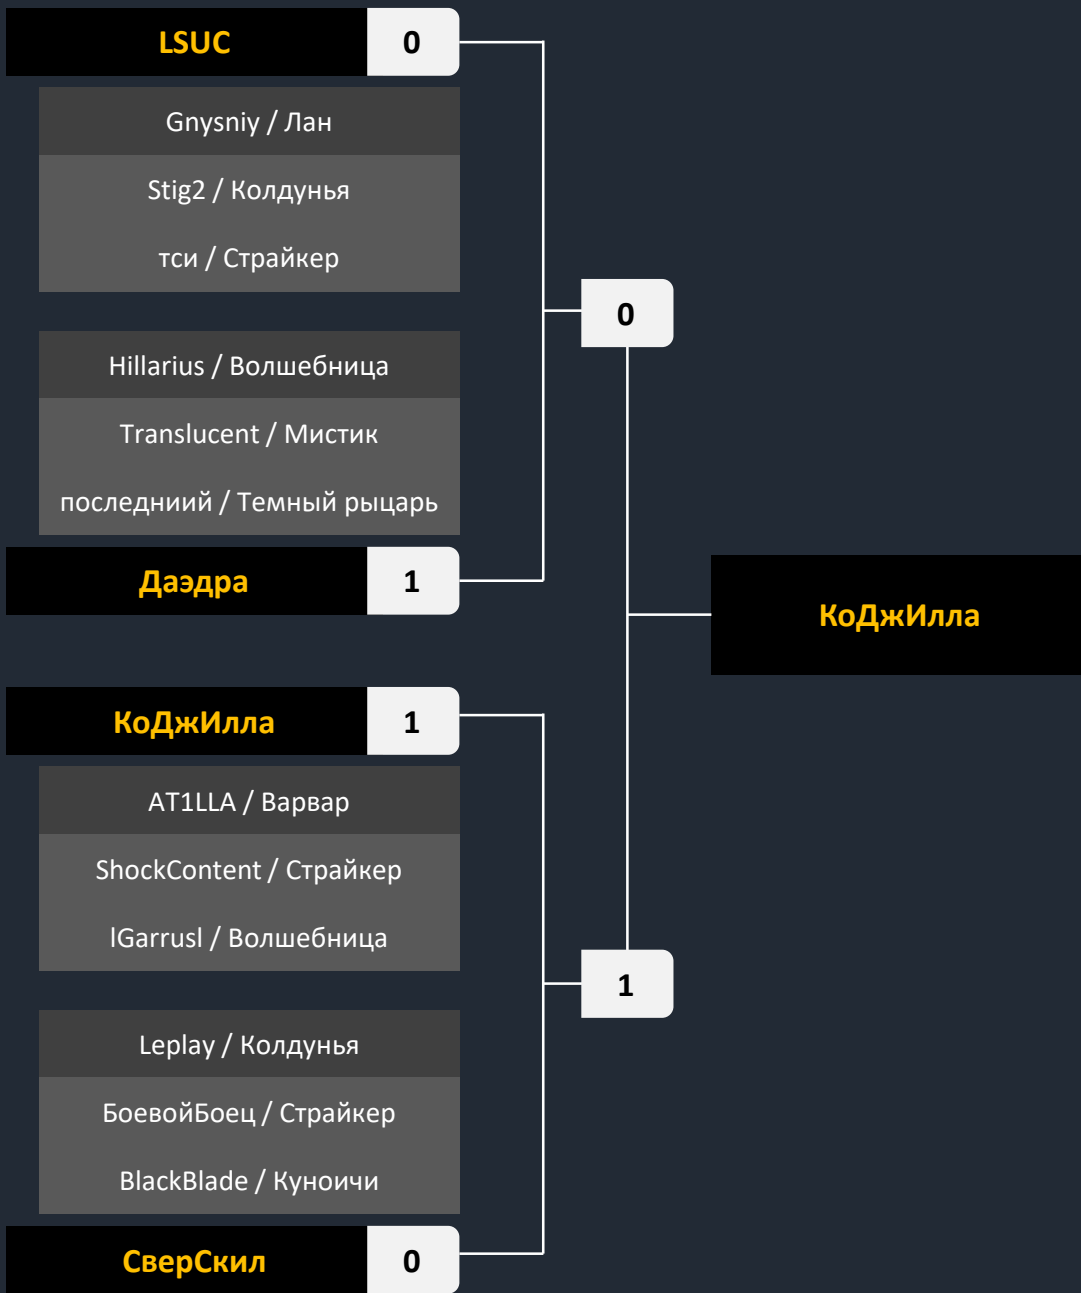 LSUC 0
Gnysniy / Лан
Stig2 / Колдунья
тси / Страйкер
0
Hillarius / Волшебница
Translucent / Мистик
последниий / Темный рыцарь
Даэдра 1
КоДжИлла
КоДжИлла 1
AT1LLA / Варвар
ShockContent / Страйкер
lGarrusl / Волшебница
1
Leplay / Колдунья
БоевойБоец / Страйкер
BlackBlade / Куноичи
СверСкил 0